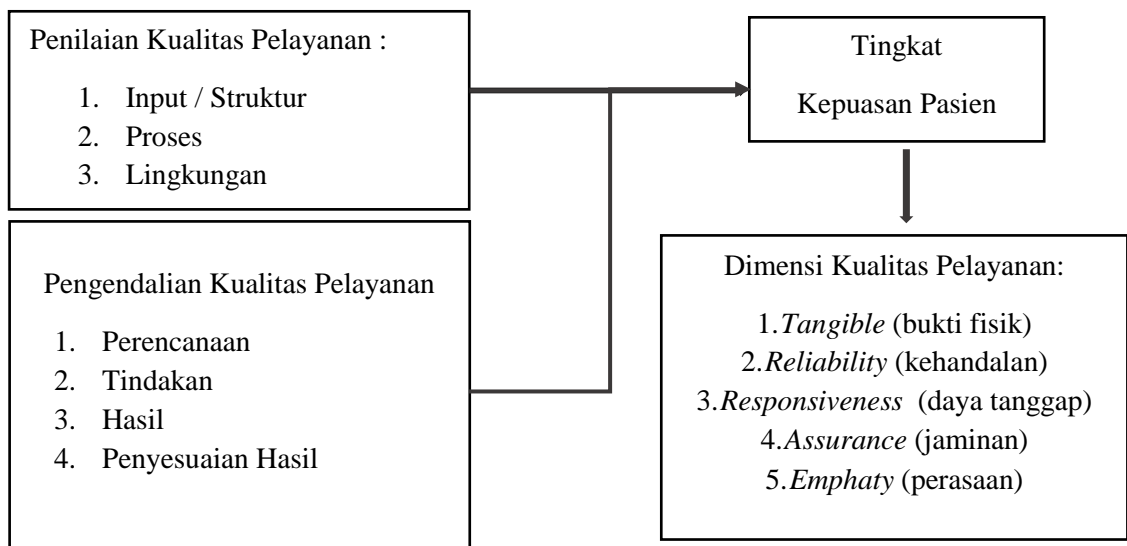 Penilaian Kualitas Pelayanan :
1. Input / Struktur
2. Proses
3. Lingkungan
Tingkat
Kepuasan Pasien
Pengendalian Kualitas Pelayanan
1. Perencanaan
2. Tindakan
3. Hasil
4. Penyesuaian Hasil
Dimensi Kualitas Pelayanan:
1.Tangible (bukti fisik)
2.Reliability (kehandalan)
3.Responsiveness (daya tanggap)
4.Assurance (jaminan)
5.Emphaty (perasaan)